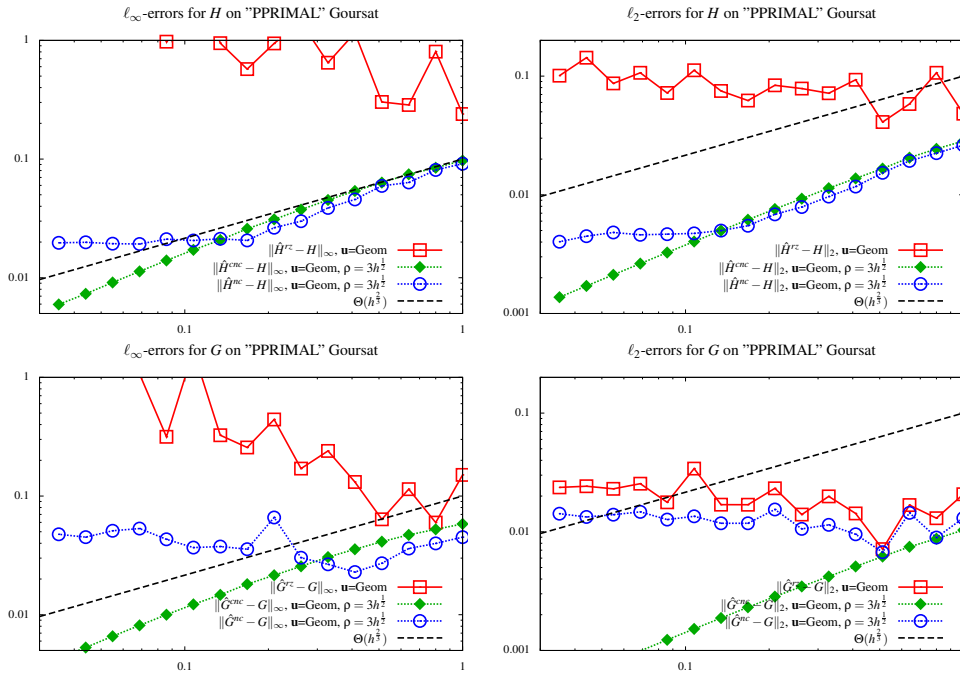 ℓ∞-errors for H on ”PPRIMAL” Goursat
1
0.1
0.01
0.1
1
‖Ĥ^{rz} − H‖∞, u=Geom
‖Ĥ^{cnc} − H‖∞, u=Geom, ρ = 3h^{1/2}
‖Ĥ^{nc} − H‖∞, u=Geom, ρ = 3h^{1/2}
Θ(h^{2/3})
ℓ2-errors for H on ”PPRIMAL” Goursat
0.1
0.01
0.001
0.1
‖Ĥ^{rz} − H‖2, u=Geom
‖Ĥ^{cnc} − H‖2, u=Geom, ρ = 3h^{1/2}
‖Ĥ^{nc} − H‖2, u=Geom, ρ = 3h^{1/2}
Θ(h^{2/3})
ℓ∞-errors for G on ”PPRIMAL” Goursat
1
0.1
0.01
0.1
1
‖Ĝ^{rz} − G‖∞, u=Geom
‖Ĝ^{cnc} − G‖∞, u=Geom, ρ = 3h^{1/2}
‖Ĝ^{nc} − G‖∞, u=Geom, ρ = 3h^{1/2}
Θ(h^{2/3})
ℓ2-errors for G on ”PPRIMAL” Goursat
0.1
0.01
0.001
0.1
‖Ĝ^{rz} − G‖2, u=Geom
‖Ĝ^{cnc} − G‖2, u=Geom, ρ = 3h^{1/2}
‖Ĝ^{nc} − G‖2, u=Geom, ρ = 3h^{1/2}
Θ(h^{2/3})